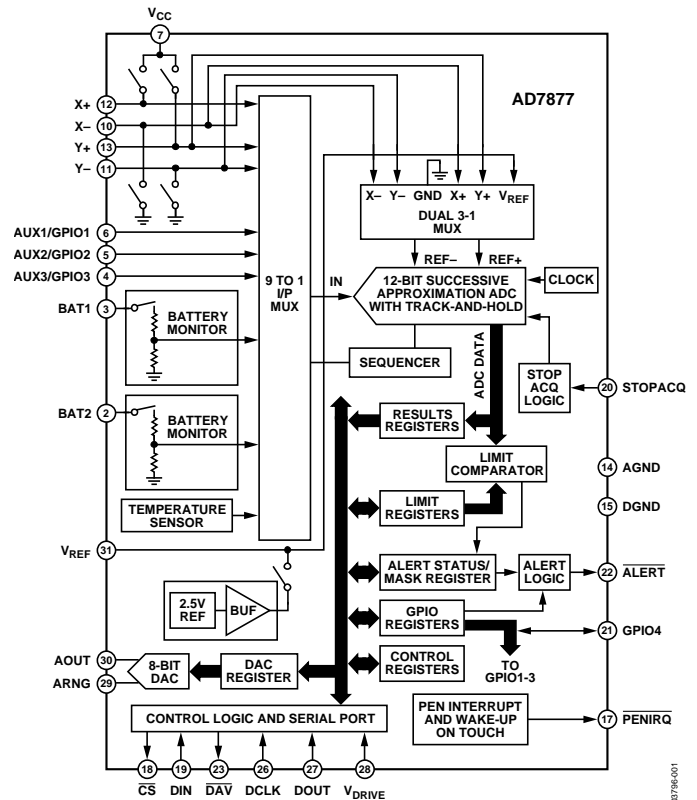 VCC
7
AD7877
X+ 12
X– 10
Y+ 13
Y– 11
X– Y– GND X+ Y+ VREF
DUAL 3-1
MUX
REF– REF+
AUX1/GPIO1 6
AUX2/GPIO2 5
AUX3/GPIO3 4
9 TO 1
I/P
MUX
IN
12-BIT SUCCESSIVE
APPROXIMATION ADC
WITH TRACK-AND-HOLD
CLOCK
BAT1 3
BATTERY
MONITOR
SEQUENCER
ADC DATA
STOP
ACQ
LOGIC
20 STOPACQ
BAT2 2
BATTERY
MONITOR
RESULTS
REGISTERS
LIMIT
COMPARATOR
14 AGND
TEMPERATURE
SENSOR
LIMIT
REGISTERS
15 DGND
VREF 31
ALERT STATUS/
MASK REGISTER
ALERT
LOGIC
22 ALERT
2.5V
REF
BUF
GPIO
REGISTERS
21 GPIO4
TO
GPIO1-3
AOUT 30
ARNG 29
8-BIT
DAC
DAC
REGISTER
CONTROL
REGISTERS
CONTROL LOGIC AND SERIAL PORT
PEN INTERRUPT
AND WAKE-UP
ON TOUCH
17 PENIRQ
18 19 23 26 27 28
CS DIN DAV DCLK DOUT VDRIVE
03796-001